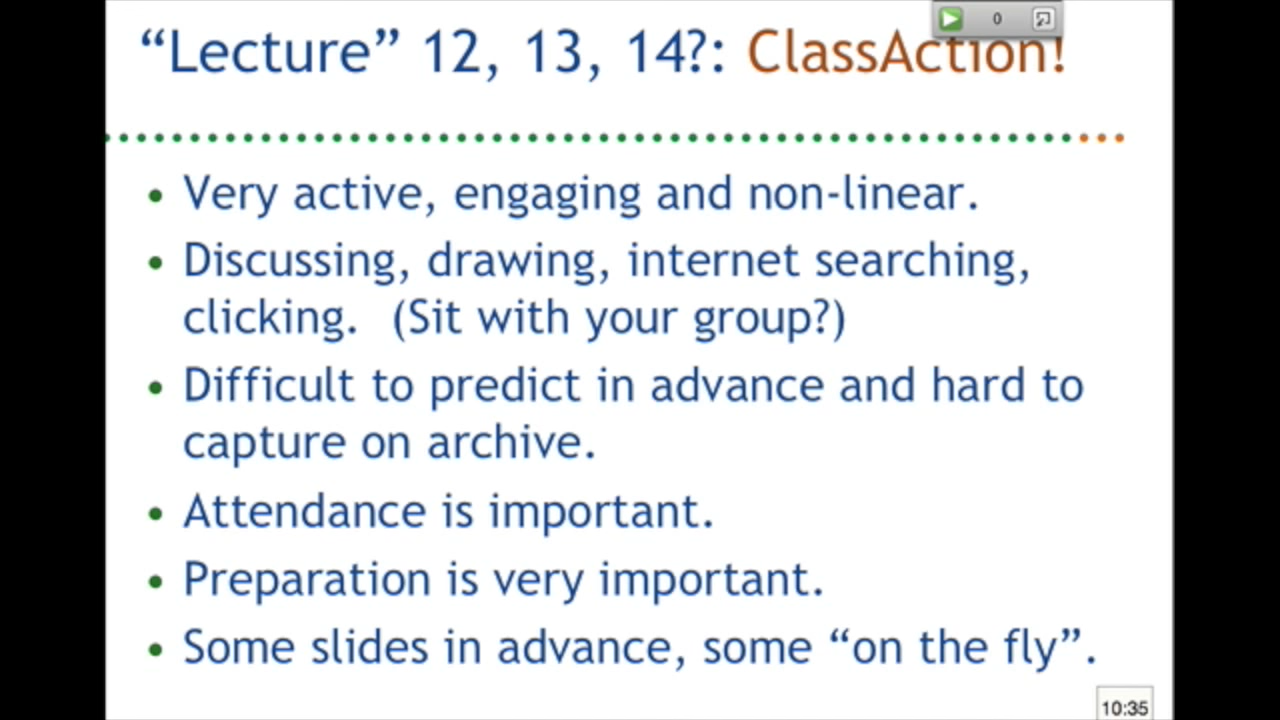 0
“Lecture” 12, 13, 14?: ClassAction!
• Very active, engaging and non-linear.
• Discussing, drawing, internet searching,
clicking. (Sit with your group?)
• Difficult to predict in advance and hard to
capture on archive.
• Attendance is important.
• Preparation is very important.
• Some slides in advance, some “on the fly”.
10:35